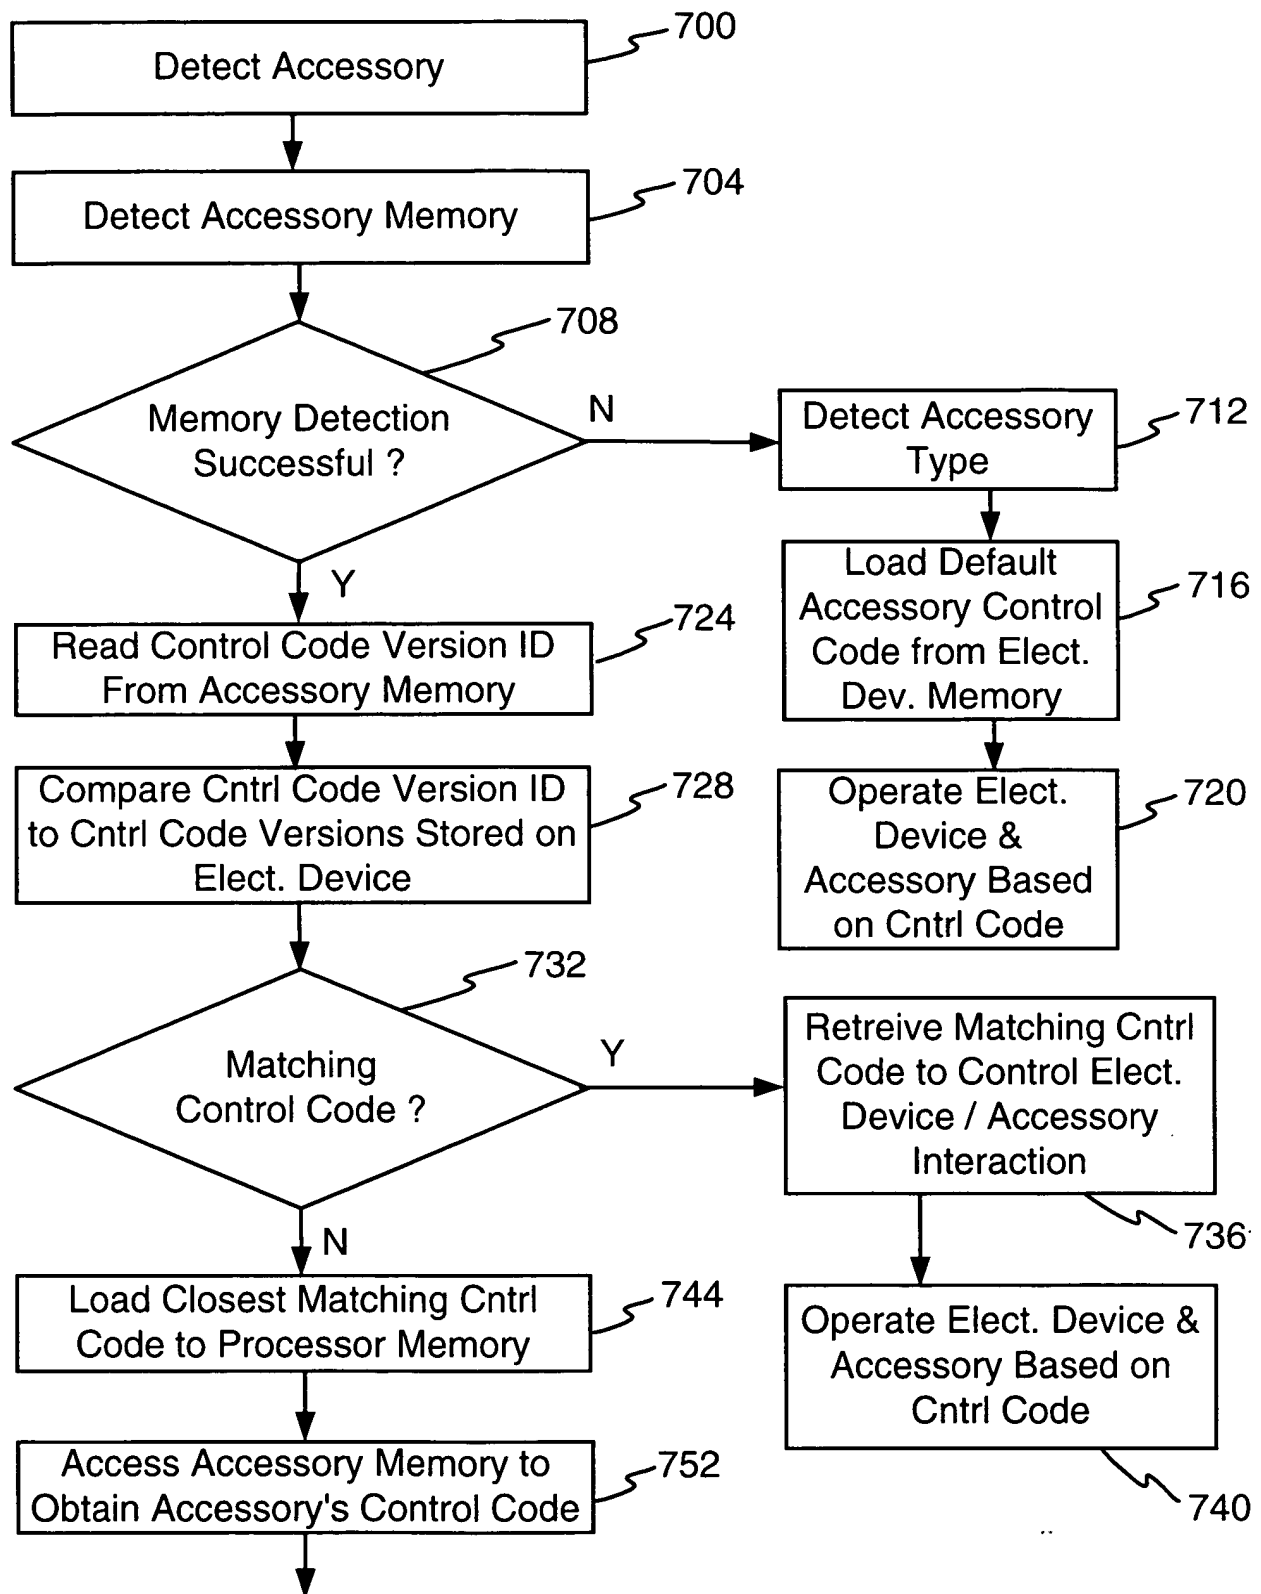 700
Detect Accessory
704
Detect Accessory Memory
708
Memory Detection
Successful ?
N
Y
Detect Accessory
Type
712
Load Default
Accessory Control
Code from Elect.
Dev. Memory
716
Operate Elect.
Device &
Accessory Based
on Cntrl Code
720
Read Control Code Version ID
From Accessory Memory
724
Compare Cntrl Code Version ID
to Cntrl Code Versions Stored on
Elect. Device
728
732
Matching
Control Code ?
Y
N
Retreive Matching Cntrl
Code to Control Elect.
Device / Accessory
Interaction
736
Operate Elect. Device &
Accessory Based on
Cntrl Code
740
Load Closest Matching Cntrl
Code to Processor Memory
744
Access Accessory Memory to
Obtain Accessory's Control Code
752